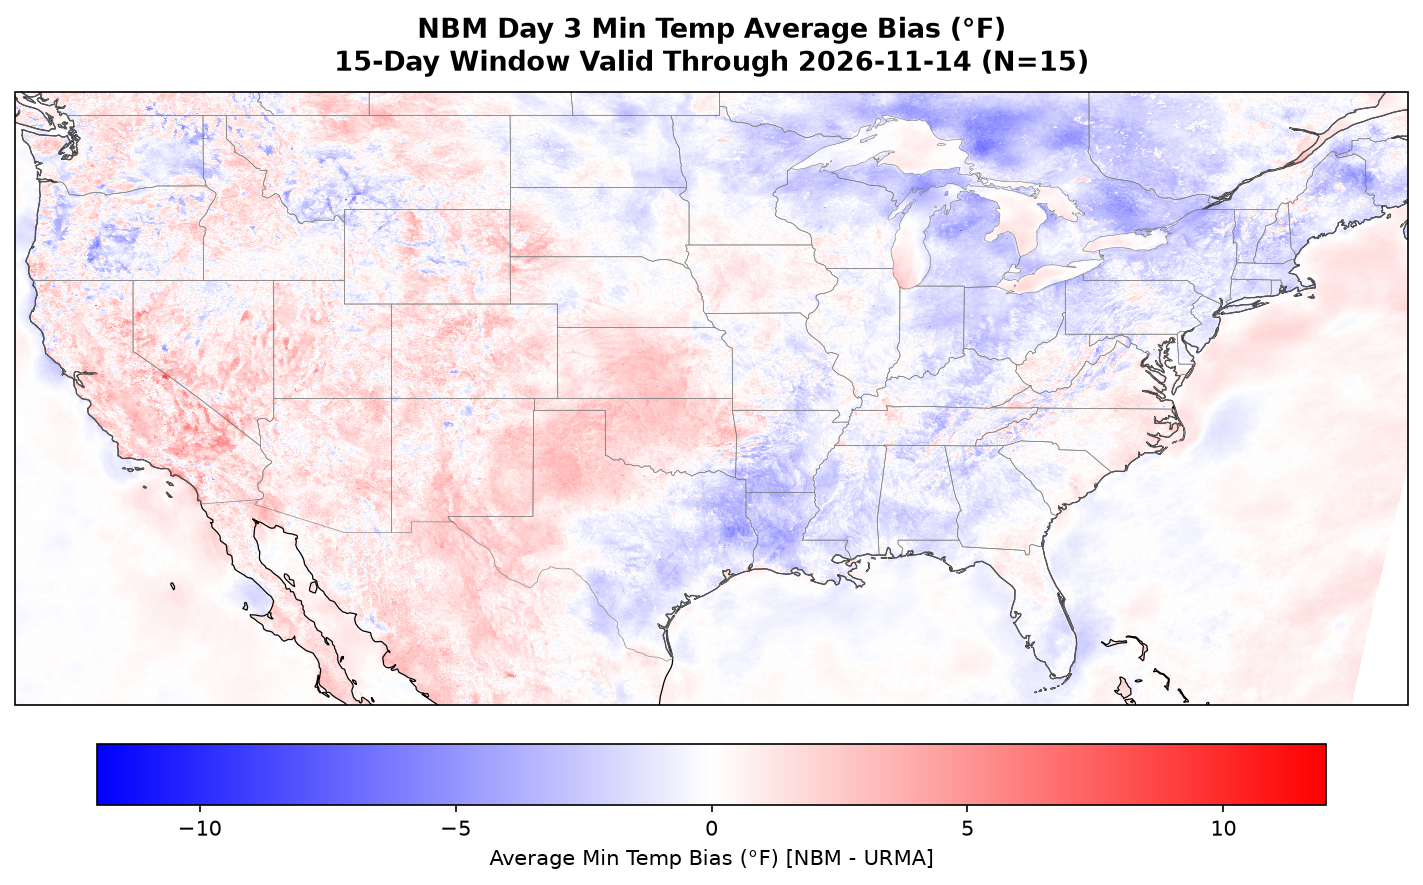 NBM Day 3 Min Temp Average Bias (°F)
15-Day Window Valid Through 2026-11-14 (N=15)
−10 −5 0 5 10
Average Min Temp Bias (°F) [NBM - URMA]